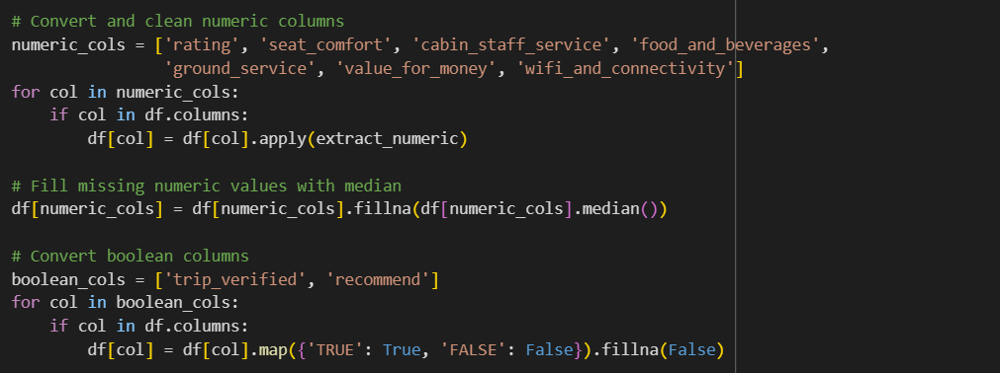 # Convert and clean numeric columns
numeric_cols = ['rating', 'seat_comfort', 'cabin_staff_service', 'food_and_beverages',
                'ground_service', 'value_for_money', 'wifi_and_connectivity']
for col in numeric_cols:
    if col in df.columns:
        df[col] = df[col].apply(extract_numeric)

# Fill missing numeric values with median
df[numeric_cols] = df[numeric_cols].fillna(df[numeric_cols].median())

# Convert boolean columns
boolean_cols = ['trip_verified', 'recommend']
for col in boolean_cols:
    if col in df.columns:
        df[col] = df[col].map({'TRUE': True, 'FALSE': False}).fillna(False)